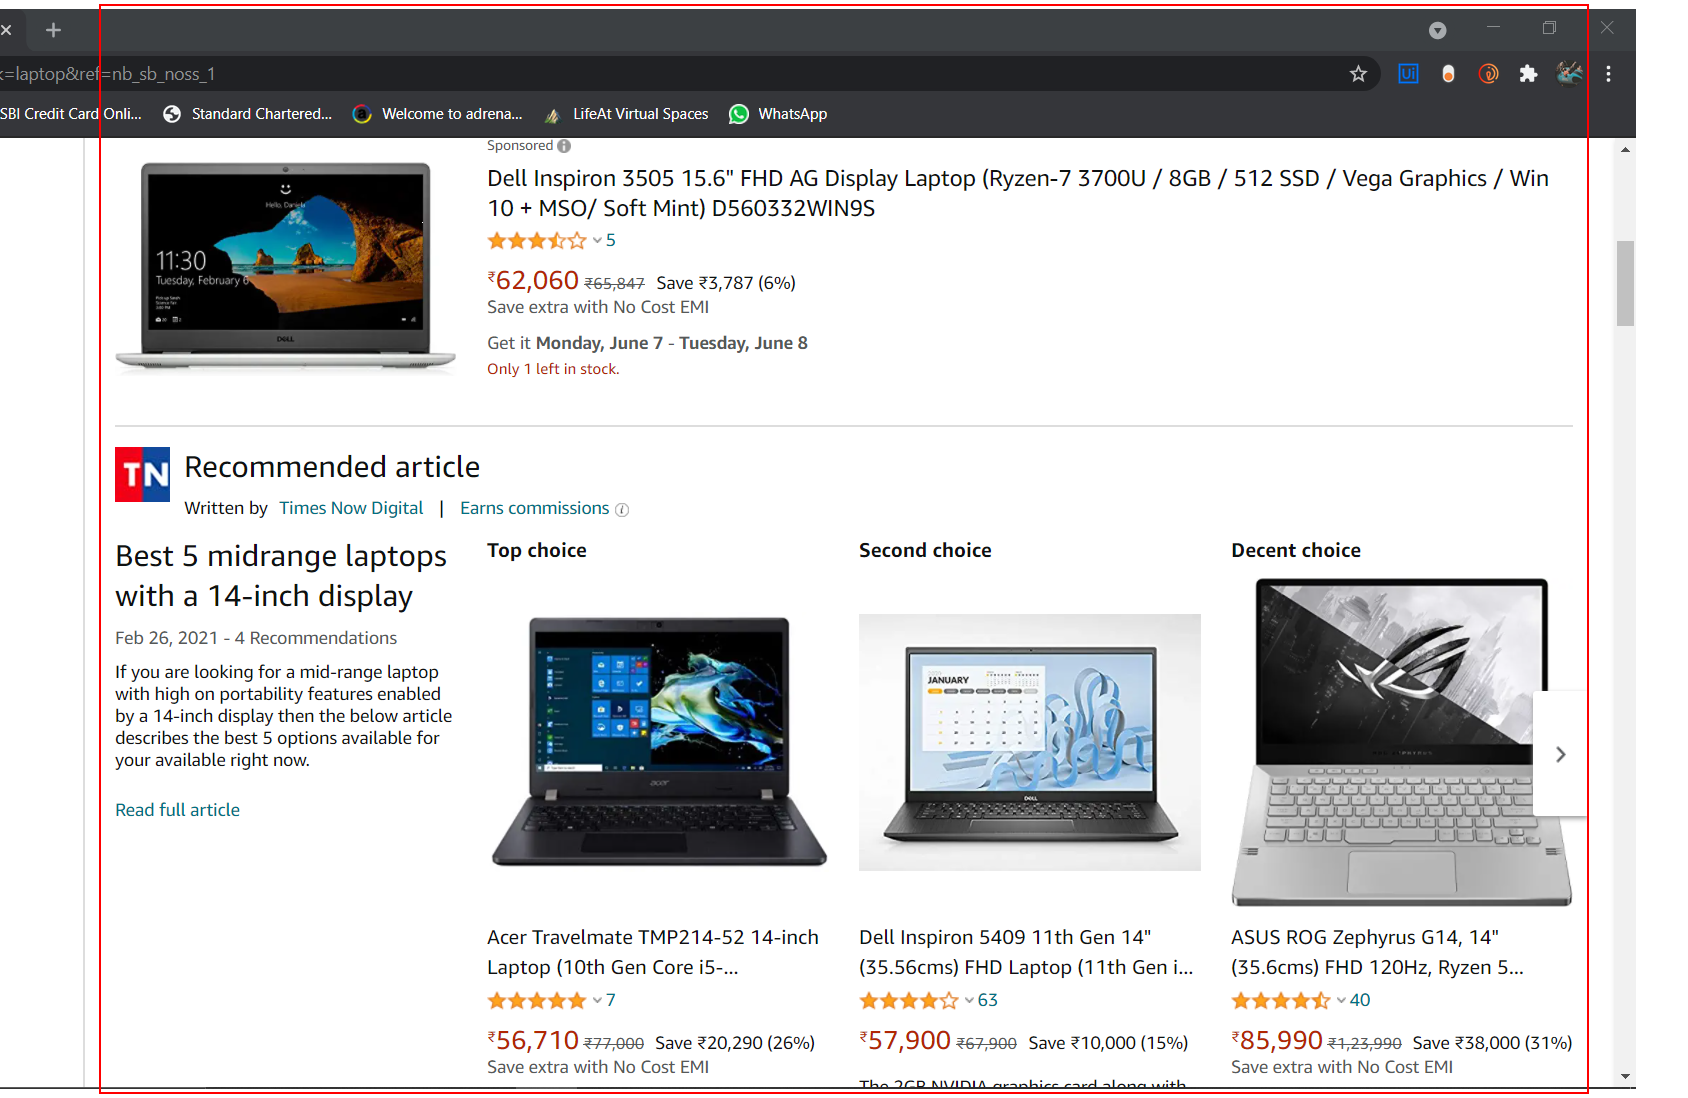 k=laptop&ref=nb_sb_noss_1
SBI Credit Card Onli...
Standard Chartered...
Welcome to adrena...
LifeAt Virtual Spaces
WhatsApp
Sponsored
Dell Inspiron 3505 15.6" FHD AG Display Laptop (Ryzen-7 3700U / 8GB / 512 SSD / Vega Graphics / Win
10 + MSO/ Soft Mint) D560332WIN9S
5
₹62,060 ₹65,847 Save ₹3,787 (6%)
Save extra with No Cost EMI
Get it Monday, June 7 - Tuesday, June 8
Only 1 left in stock.
11:30
Tuesday, February 6
DELL
TN
Recommended article
Written by Times Now Digital | Earns commissions
Best 5 midrange laptops
with a 14-inch display
Feb 26, 2021 - 4 Recommendations
If you are looking for a mid-range laptop
with high on portability features enabled
by a 14-inch display then the below article
describes the best 5 options available for
your available right now.
Read full article
Top choice
acer
Acer Travelmate TMP214-52 14-inch
Laptop (10th Gen Core i5-...
7
₹56,710 ₹77,000 Save ₹20,290 (26%)
Save extra with No Cost EMI
Second choice
JANUARY
DELL
Dell Inspiron 5409 11th Gen 14"
(35.56cms) FHD Laptop (11th Gen i...
63
₹57,900 ₹67,900 Save ₹10,000 (15%)
The 2GB NVIDIA graphics card along with
Decent choice
ASUS ROG Zephyrus G14, 14"
(35.6cms) FHD 120Hz, Ryzen 5...
40
₹85,990 ₹1,23,990 Save ₹38,000 (31%)
Save extra with No Cost EMI